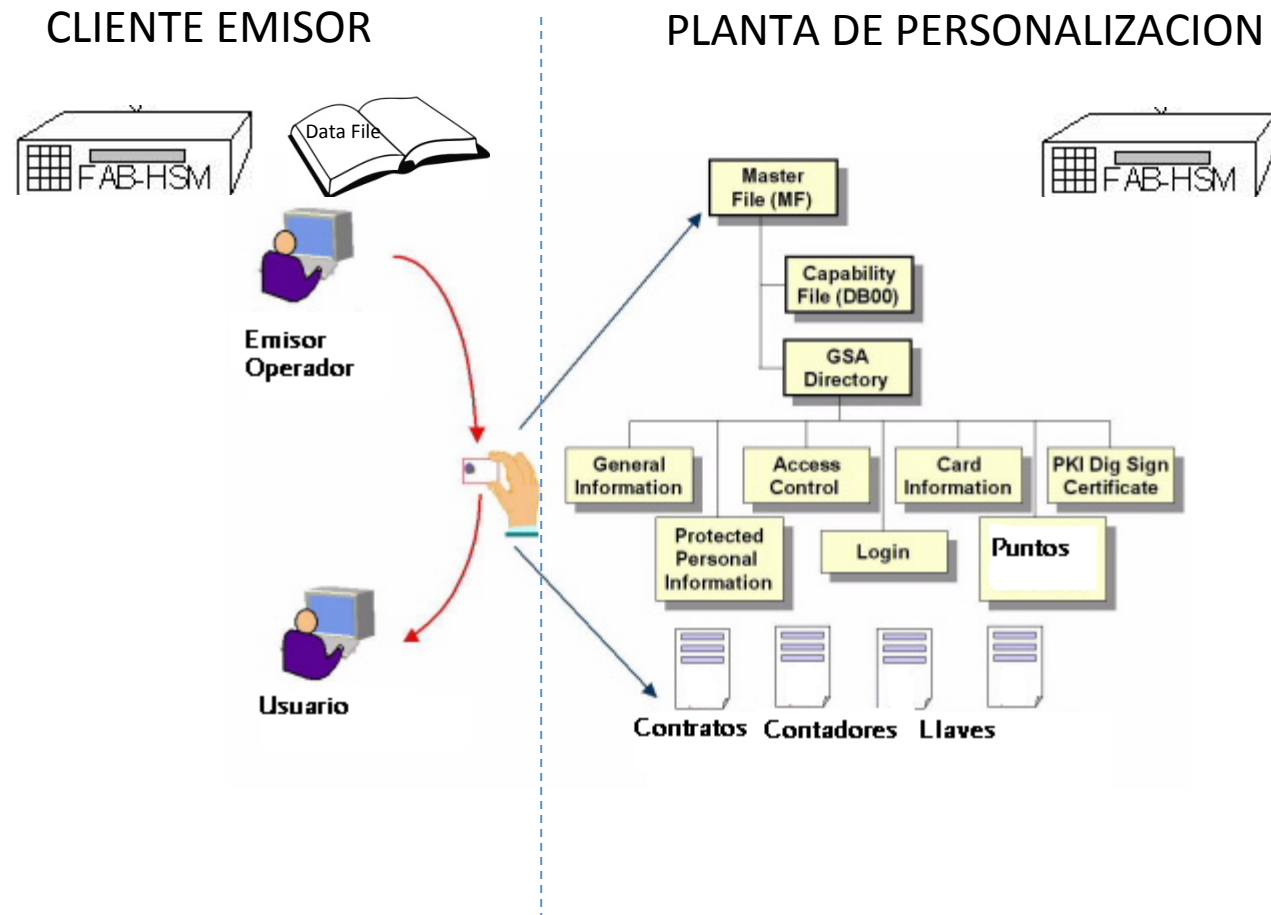 CLIENTE EMISOR
PLANTA DE PERSONALIZACION
FAB-HSM
Data File
FAB-HSM
Emisor
Operador
Usuario
Master
File (MF)
Capability
File (DB00)
GSA
Directory
General
Information
Access
Control
Card
Information
PKI Dig Sign
Certificate
Protected
Personal
Information
Login
Puntos
Contratos
Contadores
Llaves